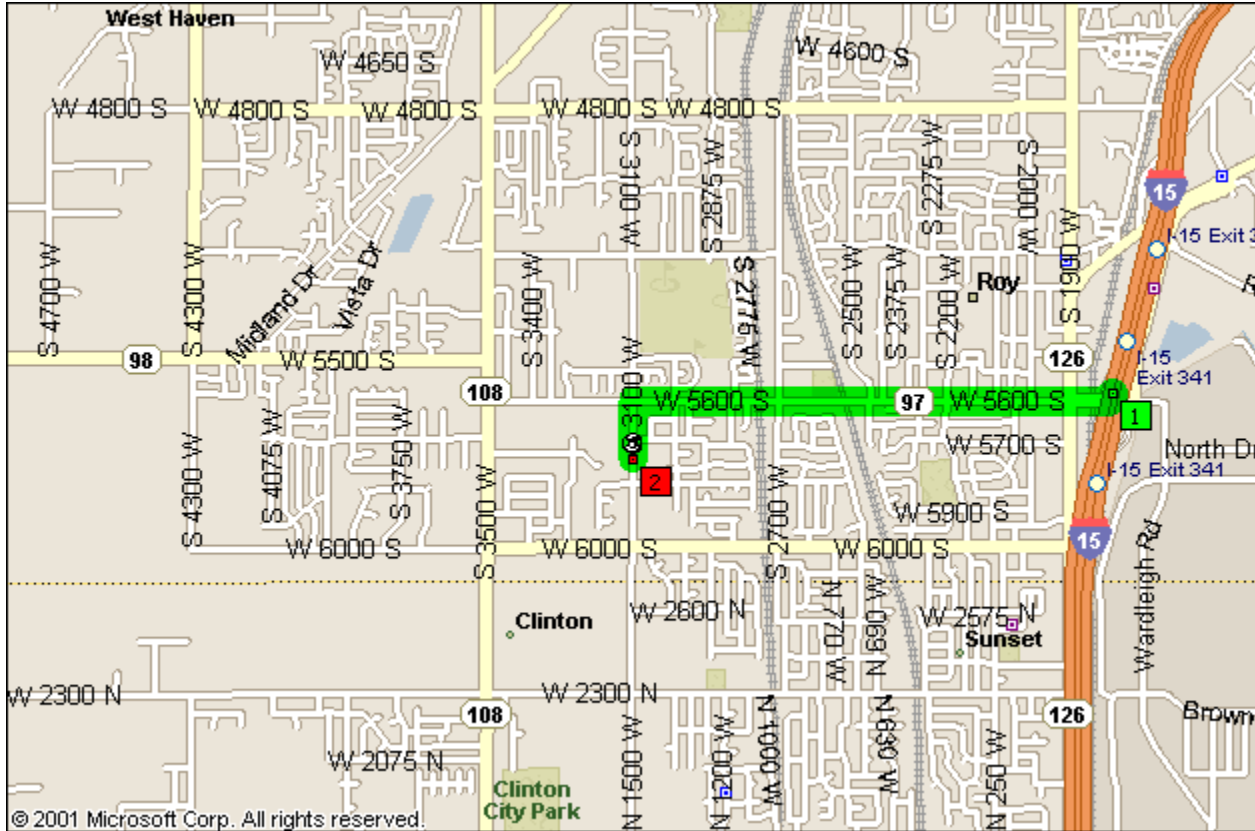 West Haven
W 4650 S
W 4600 S
W 4800 S
W 4800 S
W 4800 S
W 4800 S
W 4800 S
S 3100 W
S 2875 W
S 2275 W
S 2000 W
15
I-15 Exit 3
S 4700 W
S 4300 W
Midland Dr
Vista Dr
S 3400 W
S 2775 W
S 2500 W
S 2375 W
S 2200 W
Roy
S 1900 W
R
98
W 5500 S
108
126
I-15
Exit 341
3100 W
W 5600 S
97
W 5600 S
1
S 4300 W
S 4075 W
S 3750 W
S 3500 W
2
W 5700 S
North Dr
I-15 Exit 341
W 5900 S
W 6000 S
W 6000 S
S 2700 W
W 6000 S
15
Wardleigh Rd
Clinton
W 2600 N
N 770 W
N 690 W
W 2575 N
Sunset
W 2300 N
W 2300 N
108
126
Brown
W 2075 N
N 1500 W
N 1200 W
N 1000 W
N 630 W
N 250 W
Clinton
City Park
© 2001 Microsoft Corp. All rights reserved.